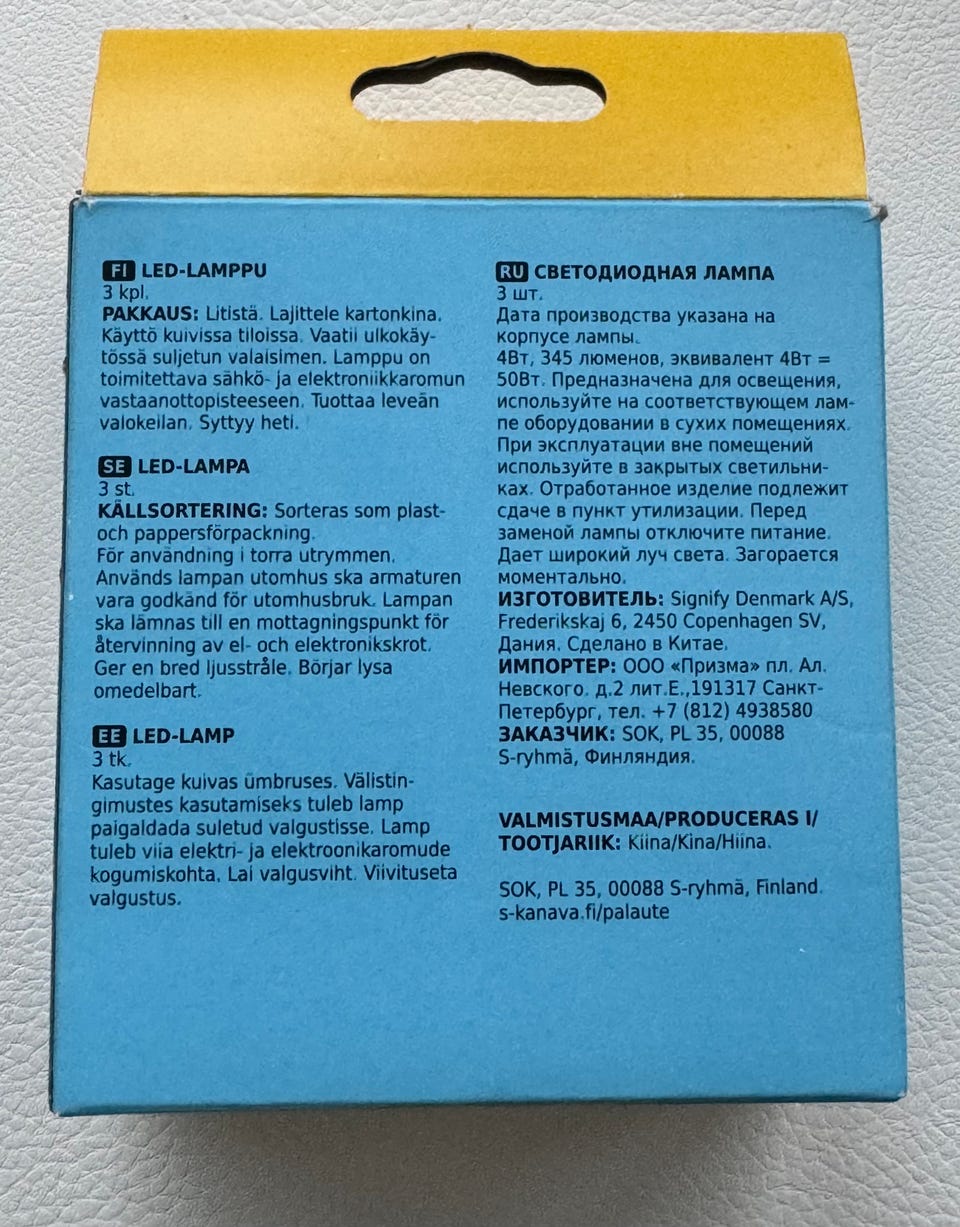 FI LED-LAMPPU
3 kpl.
PAKKAUS: Litistä. Lajittele kartonkina.
Käyttö kuivissa tiloissa. Vaatii ulkokäy-
tössä suljetun valaisimen. Lamppu on
toimitettava sähkö- ja elektroniikkaromun
vastaanottopisteeseen. Tuottaa leveän
valokeilan. Syttyy heti.
SE LED-LAMPA
3 st.
KÄLLSORTERING: Sorteras som plast-
och pappersförpackning.
För användning i torra utrymmen.
Används lampan utomhus ska armaturen
vara godkänd för utomhusbruk. Lampan
ska lämnas till en mottagningspunkt för
återvinning av el- och elektronikskrot.
Ger en bred ljusstråle. Börjar lysa
omedelbart.
EE LED-LAMP
3 tk.
Kasutage kuivas ümbruses. Välistin-
gimustes kasutamiseks tuleb lamp
paigaldada suletud valgustisse. Lamp
tuleb viia elektri- ja elektroonikaromude
kogumiskohta. Lai valgusviht. Viivituseta
valgustus.
RU СВЕТОДИОДНАЯ ЛАМПА
3 шт.
Дата производства указана на
корпусе лампы.
4Вт, 345 люменов, эквивалент 4Вт =
50Вт. Предназначена для освещения,
используйте на соответствующем лам-
пе оборудовании в сухих помещениях.
При эксплуатации вне помещений
используйте в закрытых светильни-
ках. Отработанное изделие подлежит
сдаче в пункт утилизации. Перед
заменой лампы отключите питание.
Дает широкий луч света. Загорается
моментально.
ИЗГОТОВИТЕЛЬ: Signify Denmark A/S,
Frederikskaj 6, 2450 Copenhagen SV,
Дания. Сделано в Китае.
ИМПОРТЕР: ООО «Призма» пл. Ал.
Невского. д.2 лит.Е.,191317 Санкт-
Петербург, тел. +7 (812) 4938580
ЗАКАЗЧИК: SOK, PL 35, 00088
S-ryhmä, Финляндия.
VALMISTUSMAA/PRODUCERAS I/
TOOTJARIIK: Kiina/Kina/Hiina.
SOK, PL 35, 00088 S-ryhmä, Finland.
s-kanava.fi/palaute